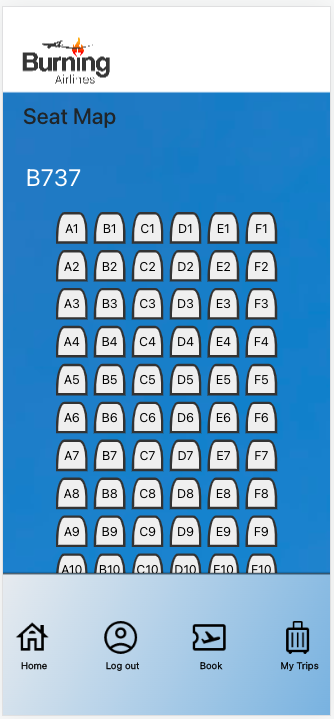 Burning
Airlines
Seat Map
B737
A1 B1 C1 D1 E1 F1
A2 B2 C2 D2 E2 F2
A3 B3 C3 D3 E3 F3
A4 B4 C4 D4 E4 F4
A5 B5 C5 D5 E5 F5
A6 B6 C6 D6 E6 F6
A7 B7 C7 D7 E7 F7
A8 B8 C8 D8 E8 F8
A9 B9 C9 D9 E9 F9
A10 B10 C10 D10 E10 F10
Home Log out Book My Trips